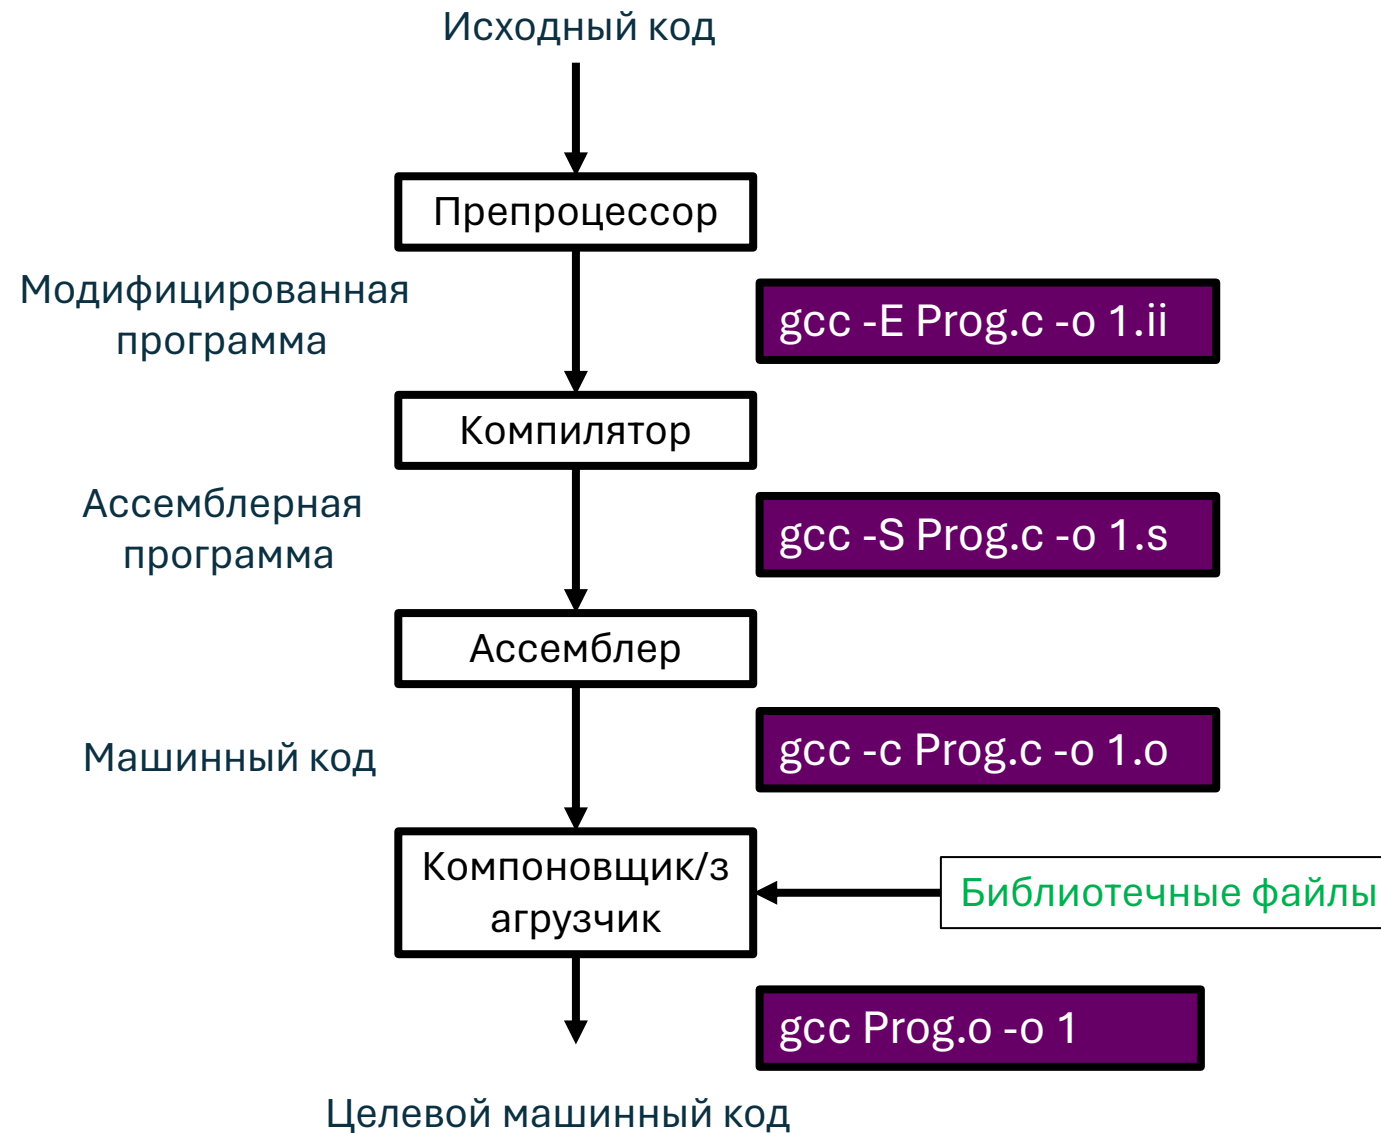 Исходный код
Препроцессор
Модифицированная
программа
gcc -E Prog.c -o 1.ii
Компилятор
Ассемблерная
программа
gcc -S Prog.c -o 1.s
Ассемблер
Машинный код
gcc -c Prog.c -o 1.o
Компоновщик/з
агрузчик
Библиотечные файлы
gcc Prog.o -o 1
Целевой машинный код